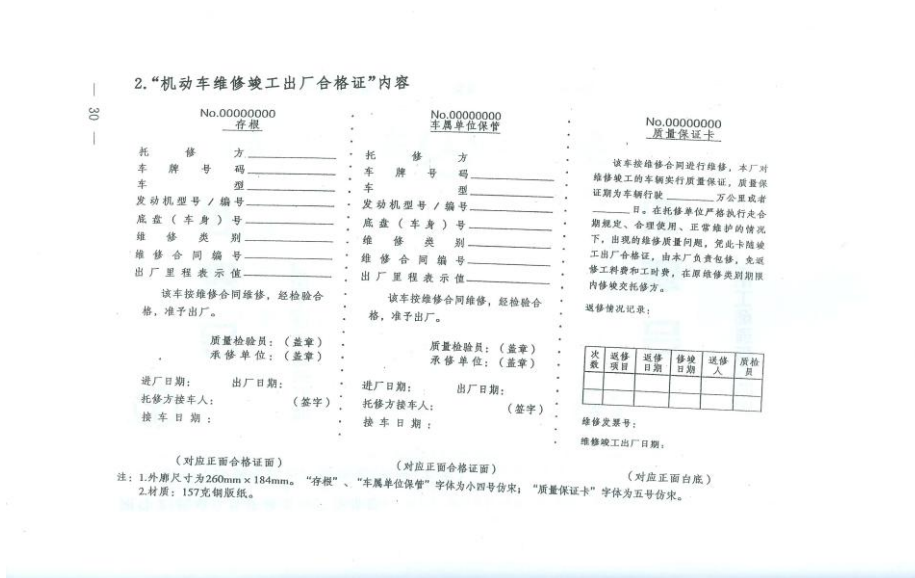 2.“机动车维修竣工出厂合格证”内容
— 30 —
No.00000000
存根
托修方
车牌号码
车型
发动机型号/编号
底盘(车身)号
维修类别
维修合同编号
出厂里程表示值
该车按维修合同维修，经检验合
格，准予出厂。
质量检验员：(盖章)
承修单位：(盖章)
进厂日期： 出厂日期：
托修方接车人： (签字)
接车日期：
(对应正面合格证面)
No.00000000
车属单位保管
托修方
车牌号码
车型
发动机型号/编号
底盘(车身)号
维修类别
维修合同编号
出厂里程表示值
该车按维修合同维修，经检验合
格，准予出厂。
质量检验员：(盖章)
承修单位：(盖章)
进厂日期： 出厂日期：
托修方接车人： (签字)
接车日期：
(对应正面合格证面)
No.00000000
质量保证卡
该车按维修合同进行维修，本厂对
维修竣工的车辆实行质量保证，质量保
证期为车辆行驶______万公里或者
______日。在托修单位严格执行走合
期规定、合理使用、正常维护的情况
下，出现的维修质量问题，凭此卡随竣
工出厂合格证，由本厂负责包修，免返
修工料费和工时费，在原维修类别期限
内修竣交托修方。
返修情况记录：
次数 返修项目 返修日期 修竣日期 送修人 质检员
维修发票号：
维修竣工出厂日期：
(对应正面白底)
注：1.外廓尺寸为260mm×184mm。“存根”、“车属单位保管”字体为小四号仿宋；“质量保证卡”字体为五号仿宋。
2.材质：157克铜版纸。